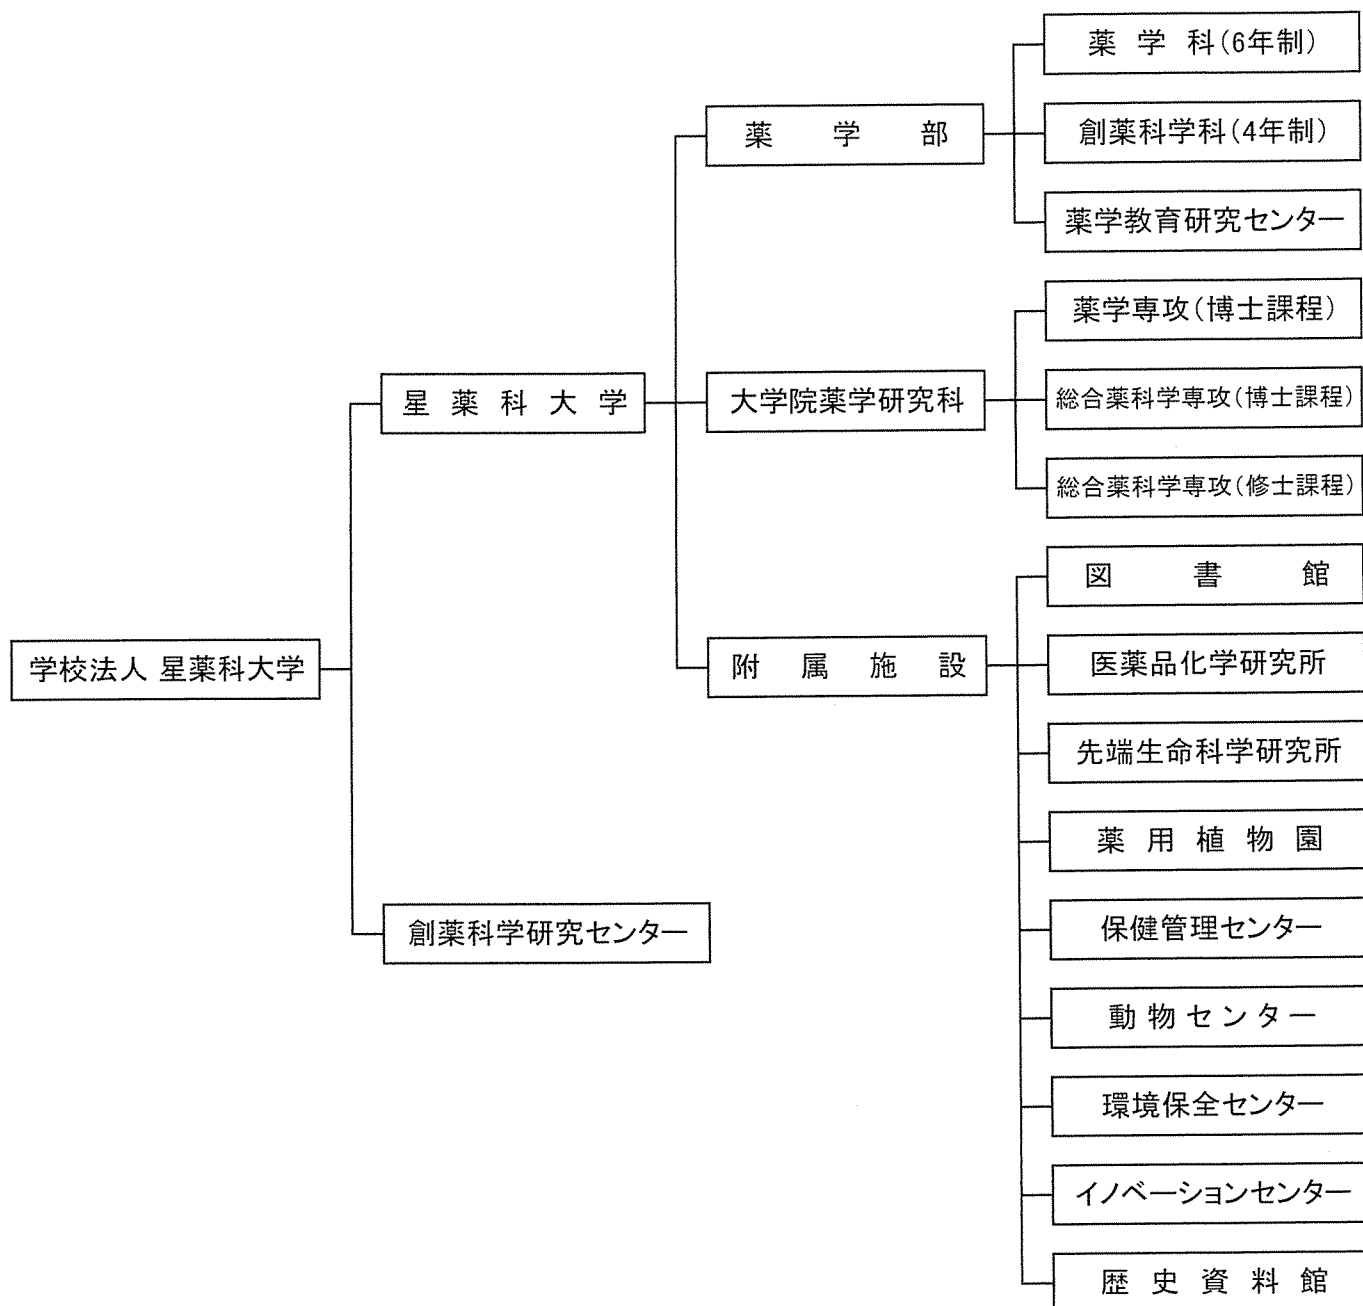 薬学科(6年制)
薬学部
創薬科学科(4年制)
薬学教育研究センター
薬学専攻(博士課程)
星薬科大学
大学院薬学研究科
総合薬科学専攻(博士課程)
総合薬科学専攻(修士課程)
図書館
学校法人 星薬科大学
附属施設
医薬品化学研究所
先端生命科学研究所
薬用植物園
創薬科学研究センター
保健管理センター
動物センター
環境保全センター
イノベーションセンター
歴史資料館